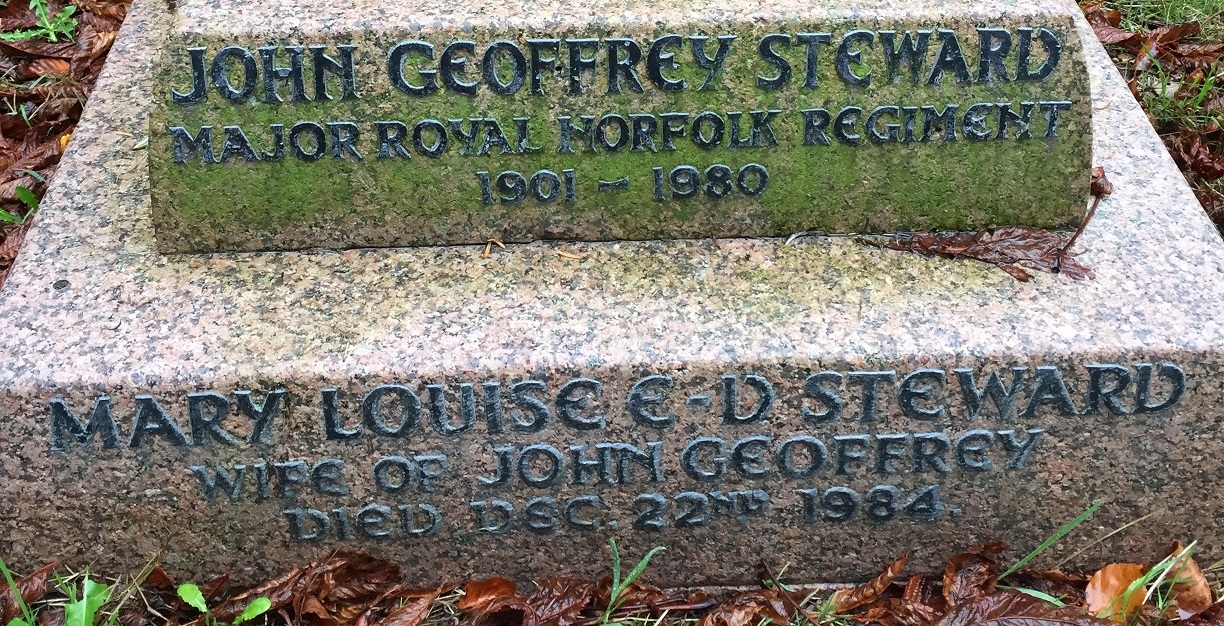 JOHN GEOFFREY STEWARD
MAJOR ROYAL NORFOLK REGIMENT
1901 - 1980
MARY LOUISE E-D STEWARD
WIFE OF JOHN GEOFFREY
DIED DEC. 22ND 1984.